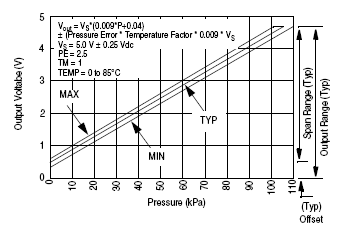 5
4
3
2
1
0
Output Voltabe (V)
Vout = VS*(0.009*P+0.04)
± (Pressure Error * Temperature Factor * 0.009 * VS
VS = 5.0 V ± 0.25 Vdc
PE = 2.5
TM = 1
TEMP = 0 to 85°C
MAX
TYP
MIN
0
10
20
30
40
50
60
70
80
90
100
110
Pressure (kPa)
Span Range (Typ)
Output Range (Typ)
(Typ)
Offset